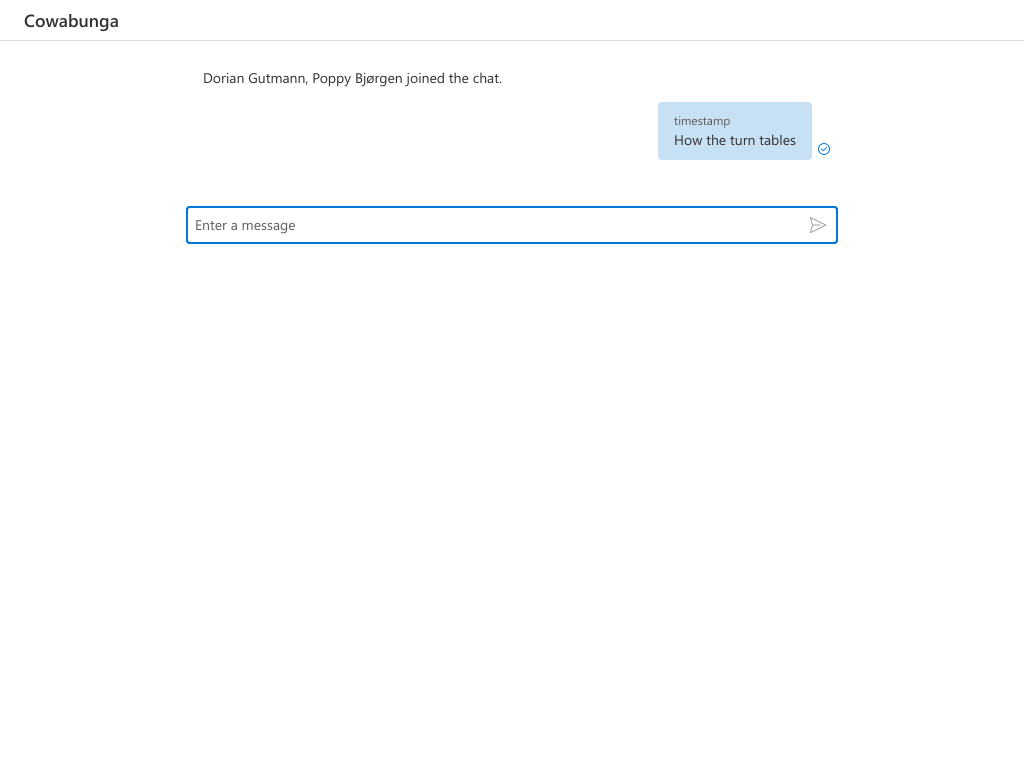 Cowabunga
Dorian Gutmann, Poppy Bjørgen joined the chat.
timestamp
How the turn tables
Enter a message